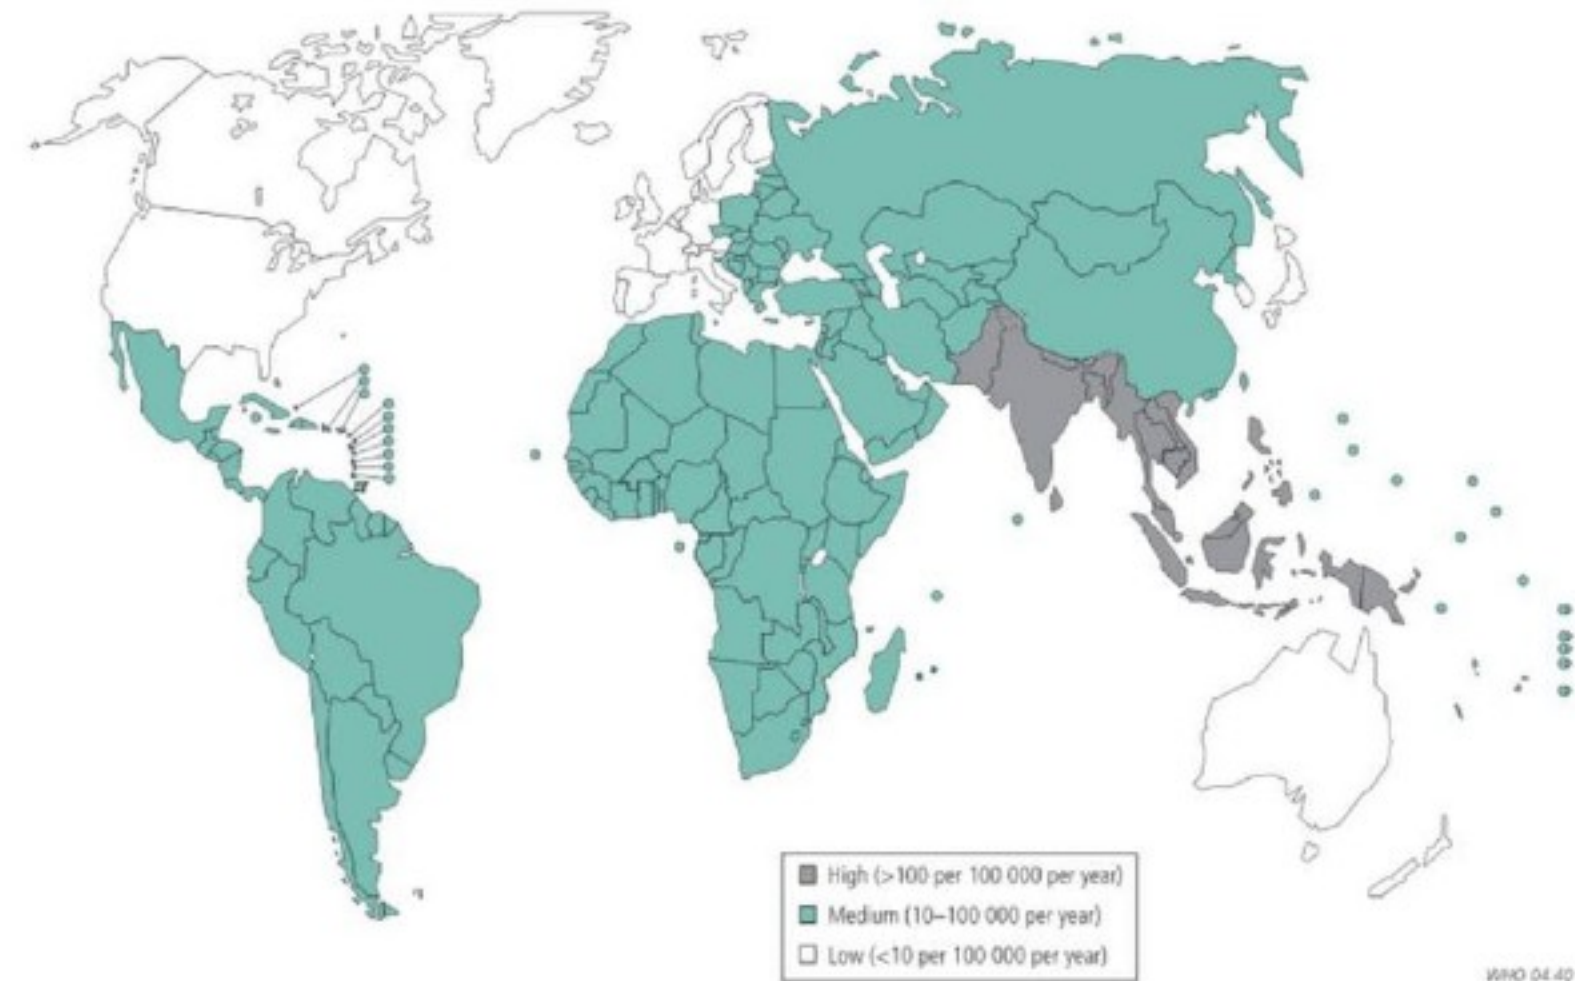 High (>100 per 100 000 per year)
Medium (10–100 000 per year)
Low (<10 per 100 000 per year)
WHO 04.40